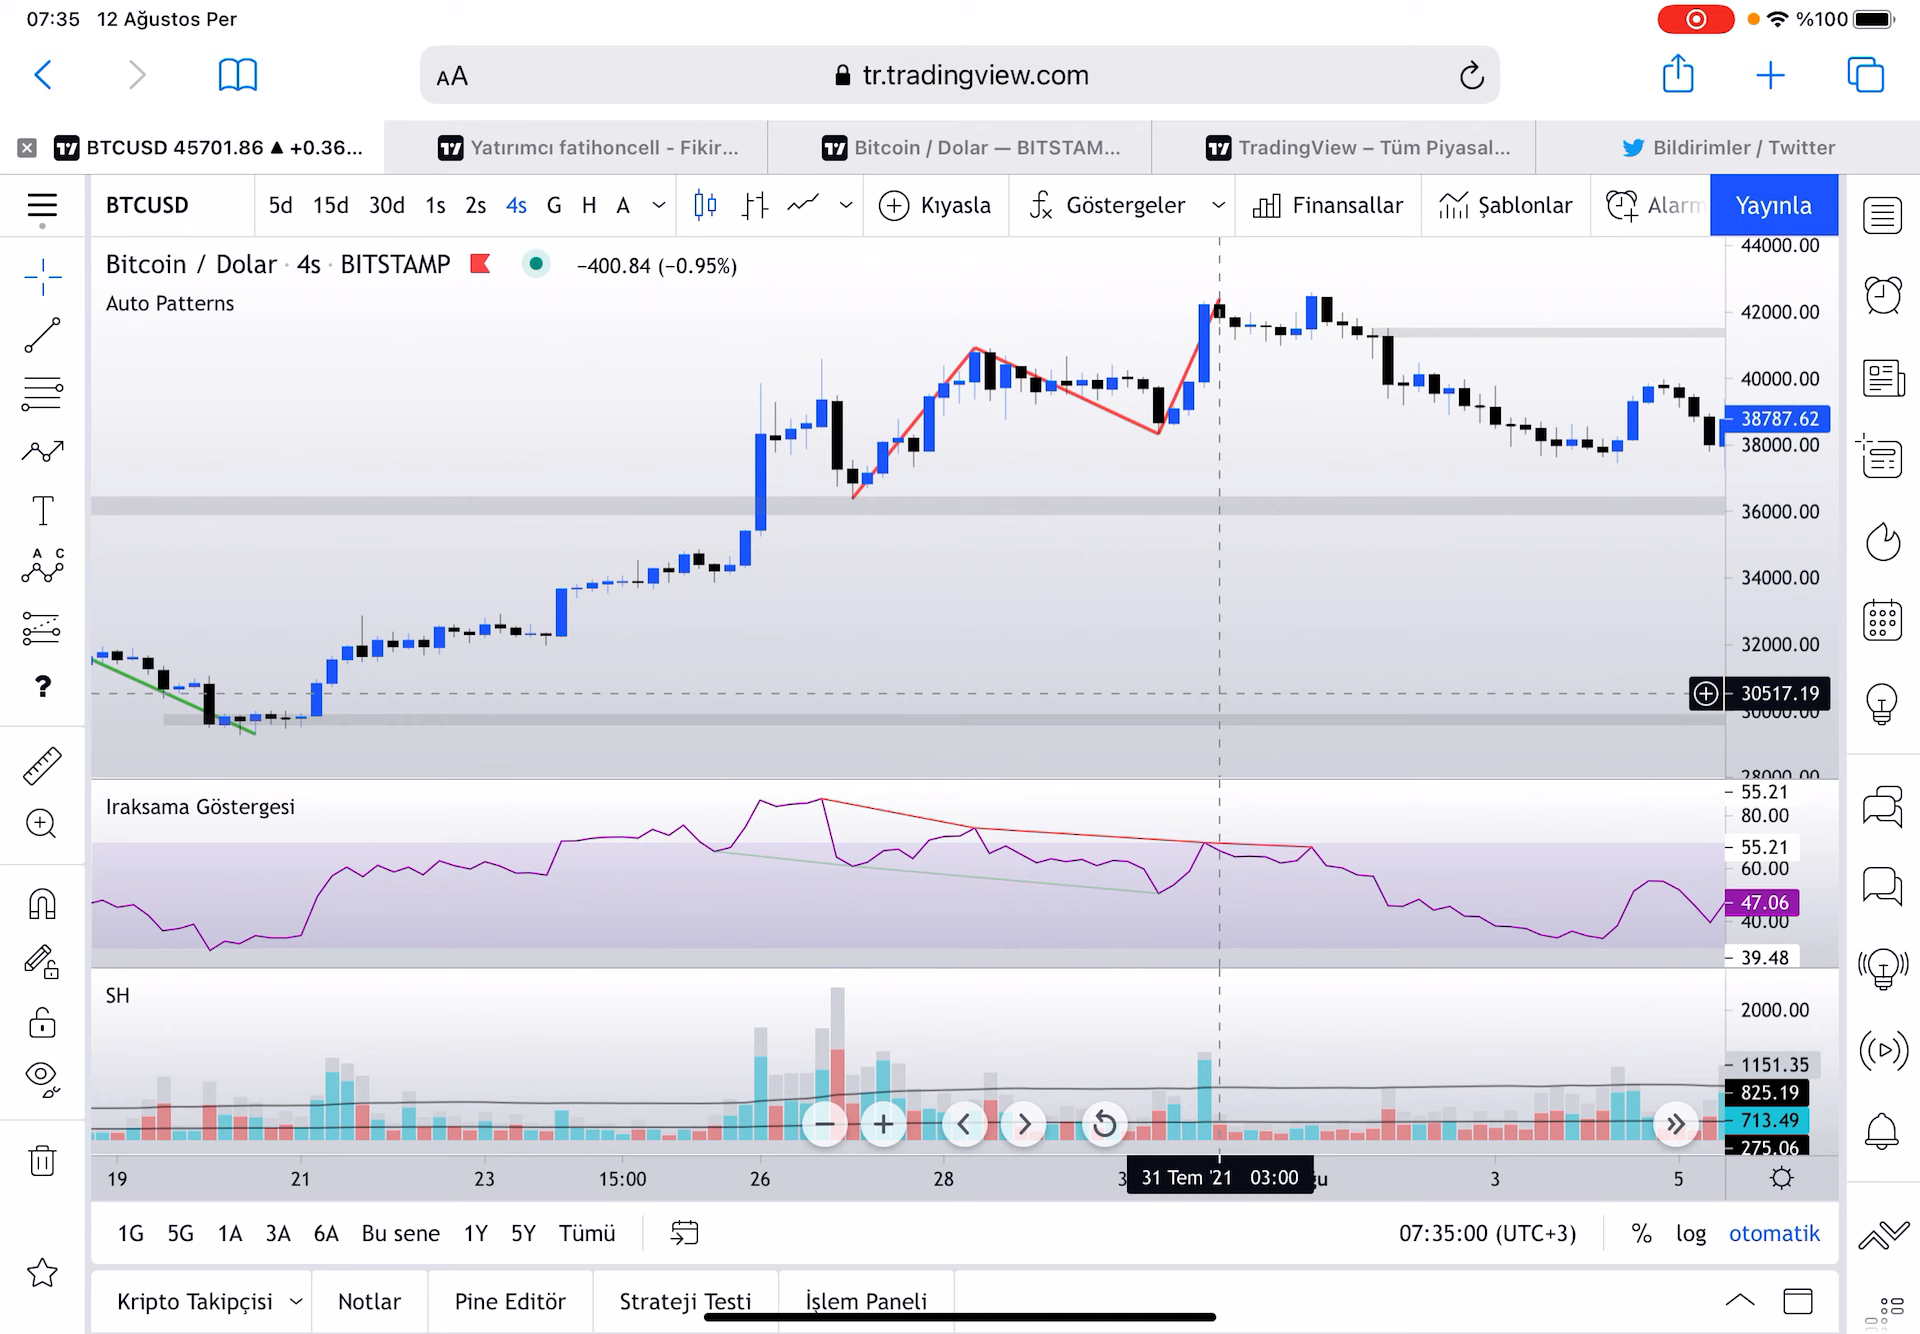 07:35 12 Ağustos Per
%100
AA
tr.tradingview.com
BTCUSD 45701.86 ▲ +0.36...
Yatırımcı fatihoncell - Fikir...
Bitcoin / Dolar — BITSTAM...
TradingView – Tüm Piyasal...
Bildirimler / Twitter
BTCUSD
5d 15d 30d 1s 2s 4s G H A
Kıyasla
Göstergeler
Finansallar
Şablonlar
Alarm
Yayınla
Bitcoin / Dolar · 4s · BITSTAMP
−400.84 (−0.95%)
Auto Patterns
44000.00
42000.00
40000.00
38787.62
38000.00
36000.00
34000.00
32000.00
30517.19
30000.00
28000.00
Iraksama Göstergesi
55.21
80.00
55.21
60.00
47.06
40.00
39.48
SH
2000.00
1151.35
825.19
713.49
275.06
19 21 23 15:00 26 28 31 Tem '21 03:00 3 5
1G 5G 1A 3A 6A Bu sene 1Y 5Y Tümü
07:35:00 (UTC+3)
% log otomatik
Kripto Takipçisi
Notlar
Pine Editör
Strateji Testi
İşlem Paneli